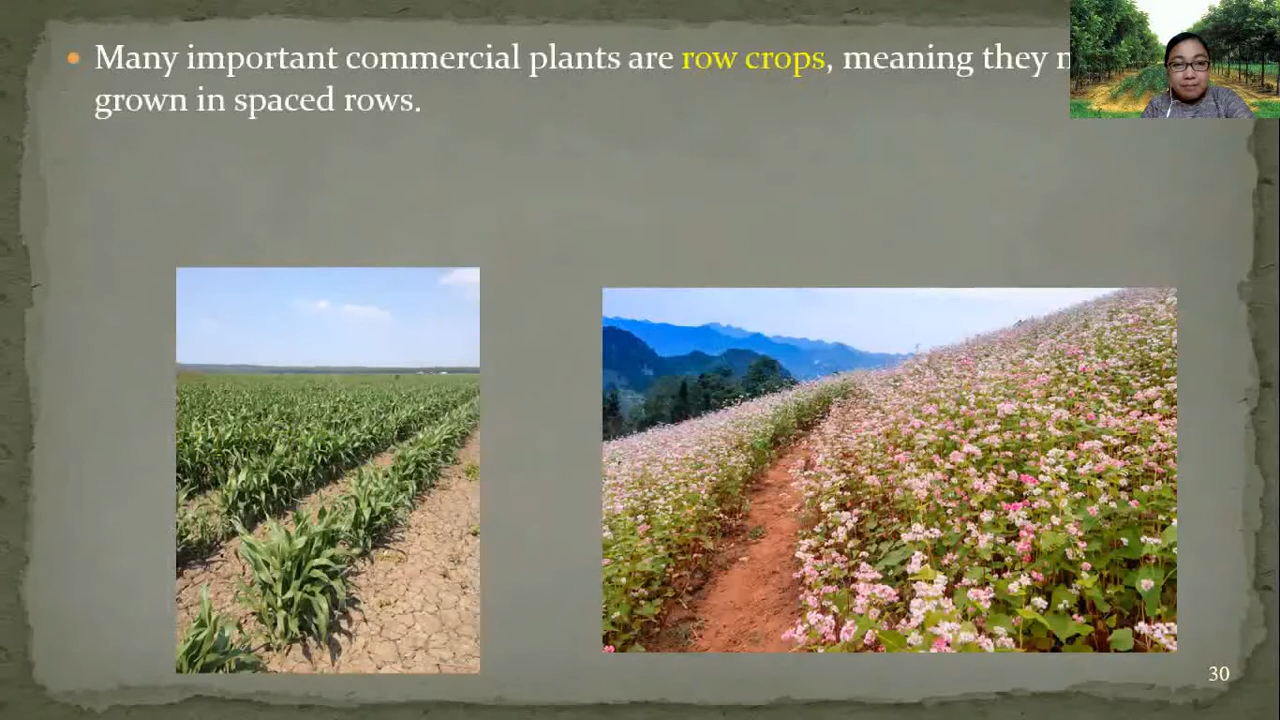 Many important commercial plants are row crops, meaning they
grown in spaced rows.
30